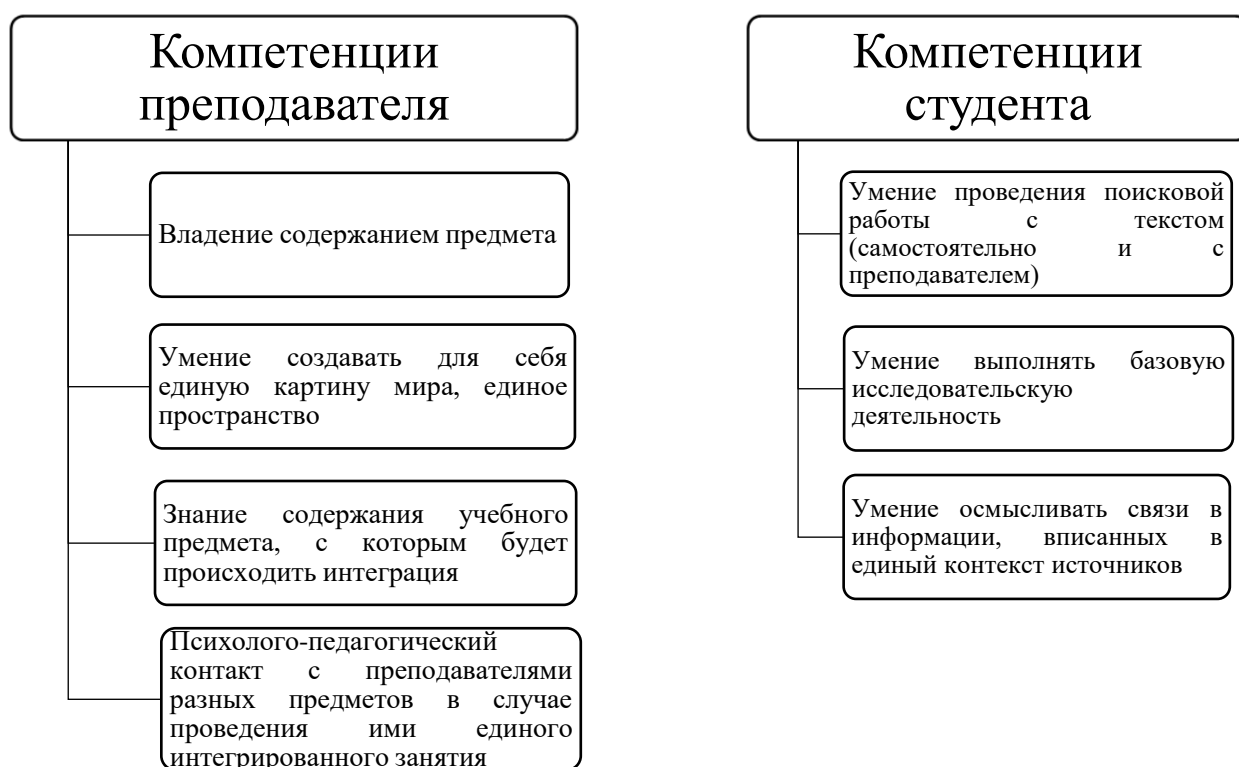 Компетенции
преподавателя
Владение содержанием предмета
Умение создавать для себя
единую картину мира, единое
пространство
Знание содержания учебного
предмета, с которым будет
происходить интеграция
Психолого-педагогический
контакт с преподавателями
разных предметов в случае
проведения ими единого
интегрированного занятия
Компетенции
студента
Умение проведения поисковой
работы с текстом
(самостоятельно и с
преподавателем)
Умение выполнять базовую
исследовательскую
деятельность
Умение осмысливать связи в
информации, вписанных в
единый контекст источников